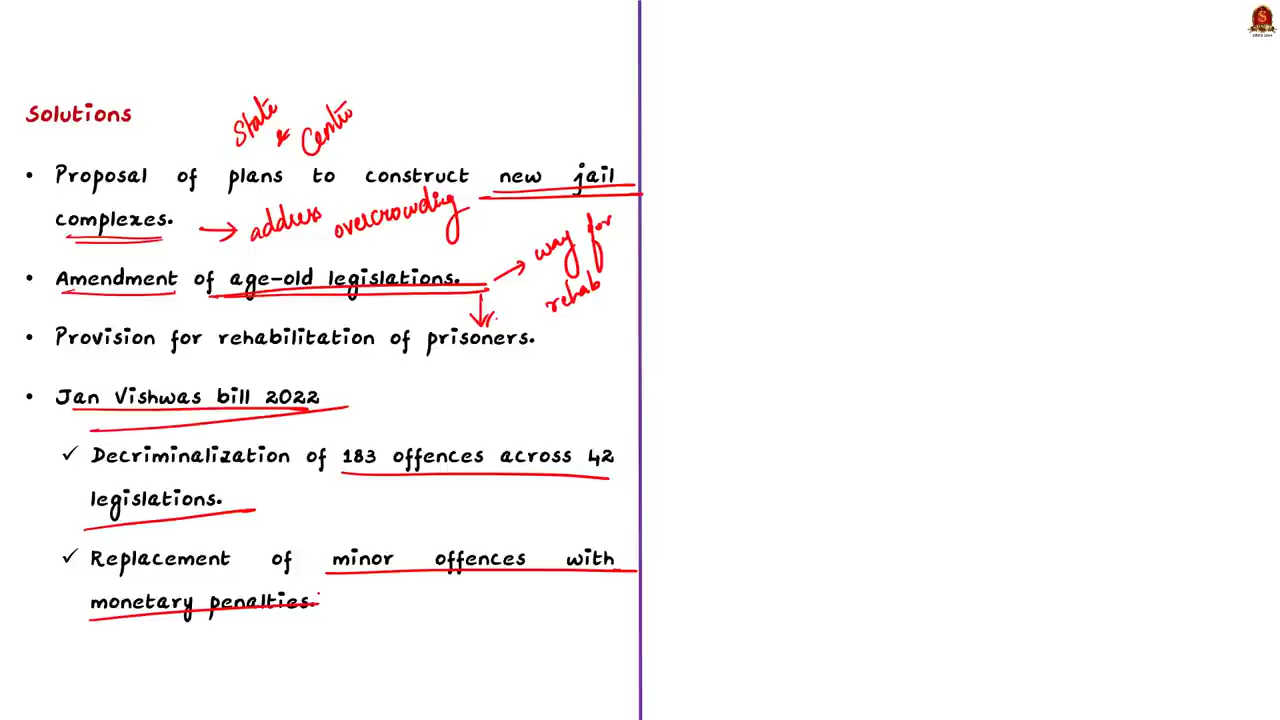 Solutions
State & Centre
• Proposal of plans to construct new jail
complexes. → address overcrowding
• Amendment of age-old legislations. → way for
rehab
• Provision for rehabilitation of prisoners.
• Jan Vishwas bill 2022
✓ Decriminalization of 183 offences across 42
legislations.
✓ Replacement of minor offences with
monetary penalties.